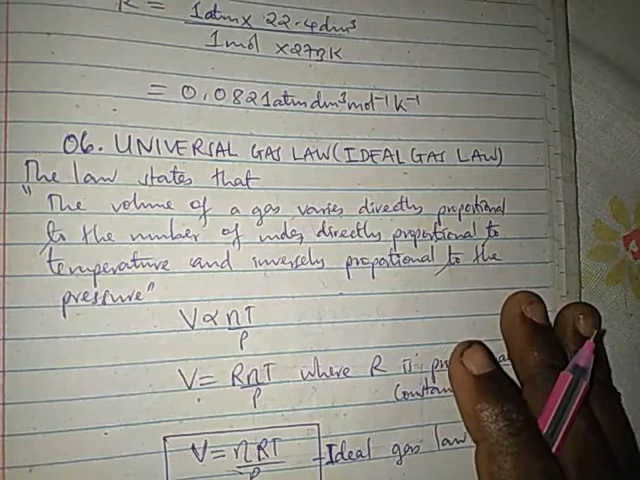 R = 1atm x 22.4dm³
1mol x 273K
= 0.0821atmdm³mol⁻¹k⁻¹
06. UNIVERSAL GAS LAW(IDEAL GAS LAW)
The law states that
"The volume of a gas varies directly propotional
to the number of moles, directly propotional to
temperature and inversely propotional to the
pressure"
V∝ nT
P
V = RnT where R is
P
V = nRT Ideal gas law
P